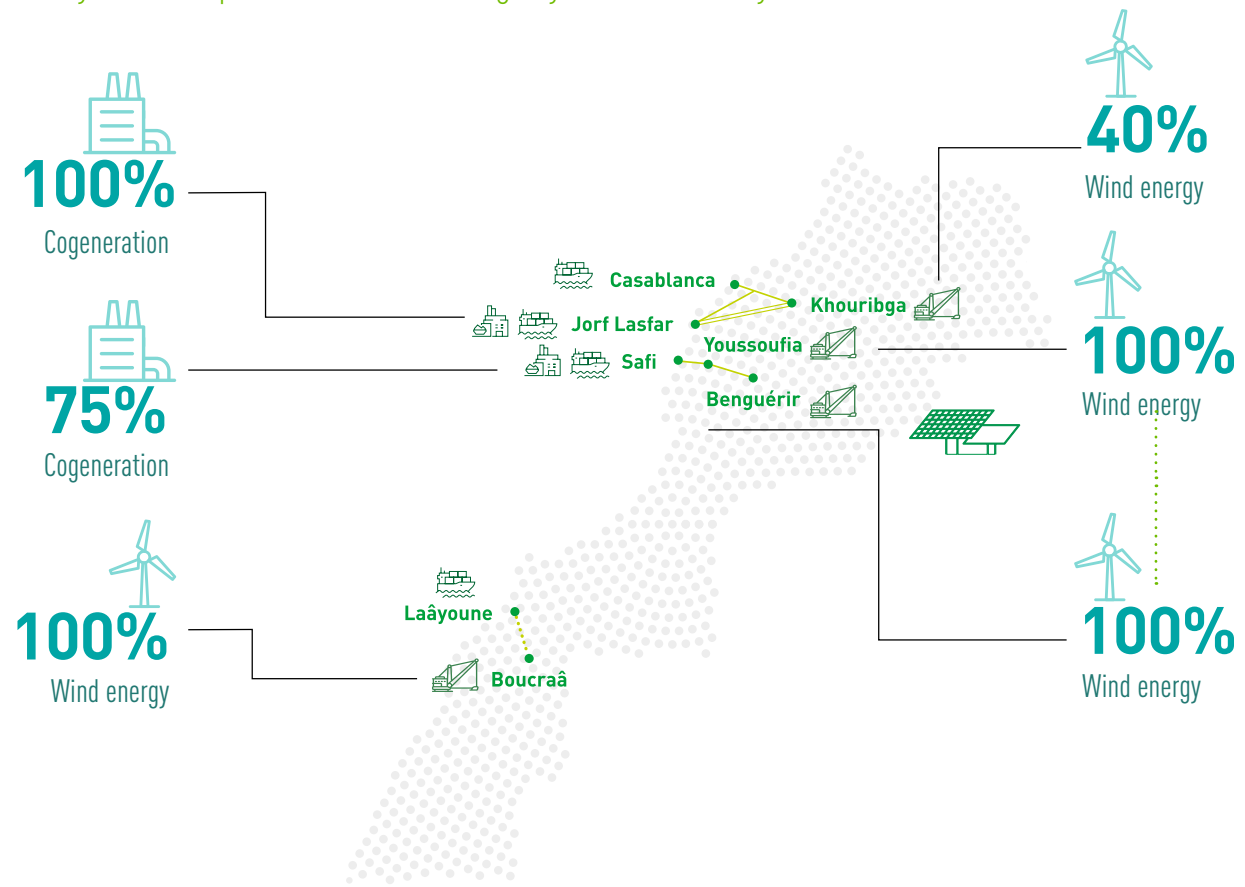 40%
Wind energy
100%
Cogeneration
Casablanca
Khouribga
Jorf Lasfar
Youssoufia
Safi
100%
Wind energy
75%
Cogeneration
Benguérir
Laâyoune
100%
Wind energy
Boucraâ
100%
Wind energy